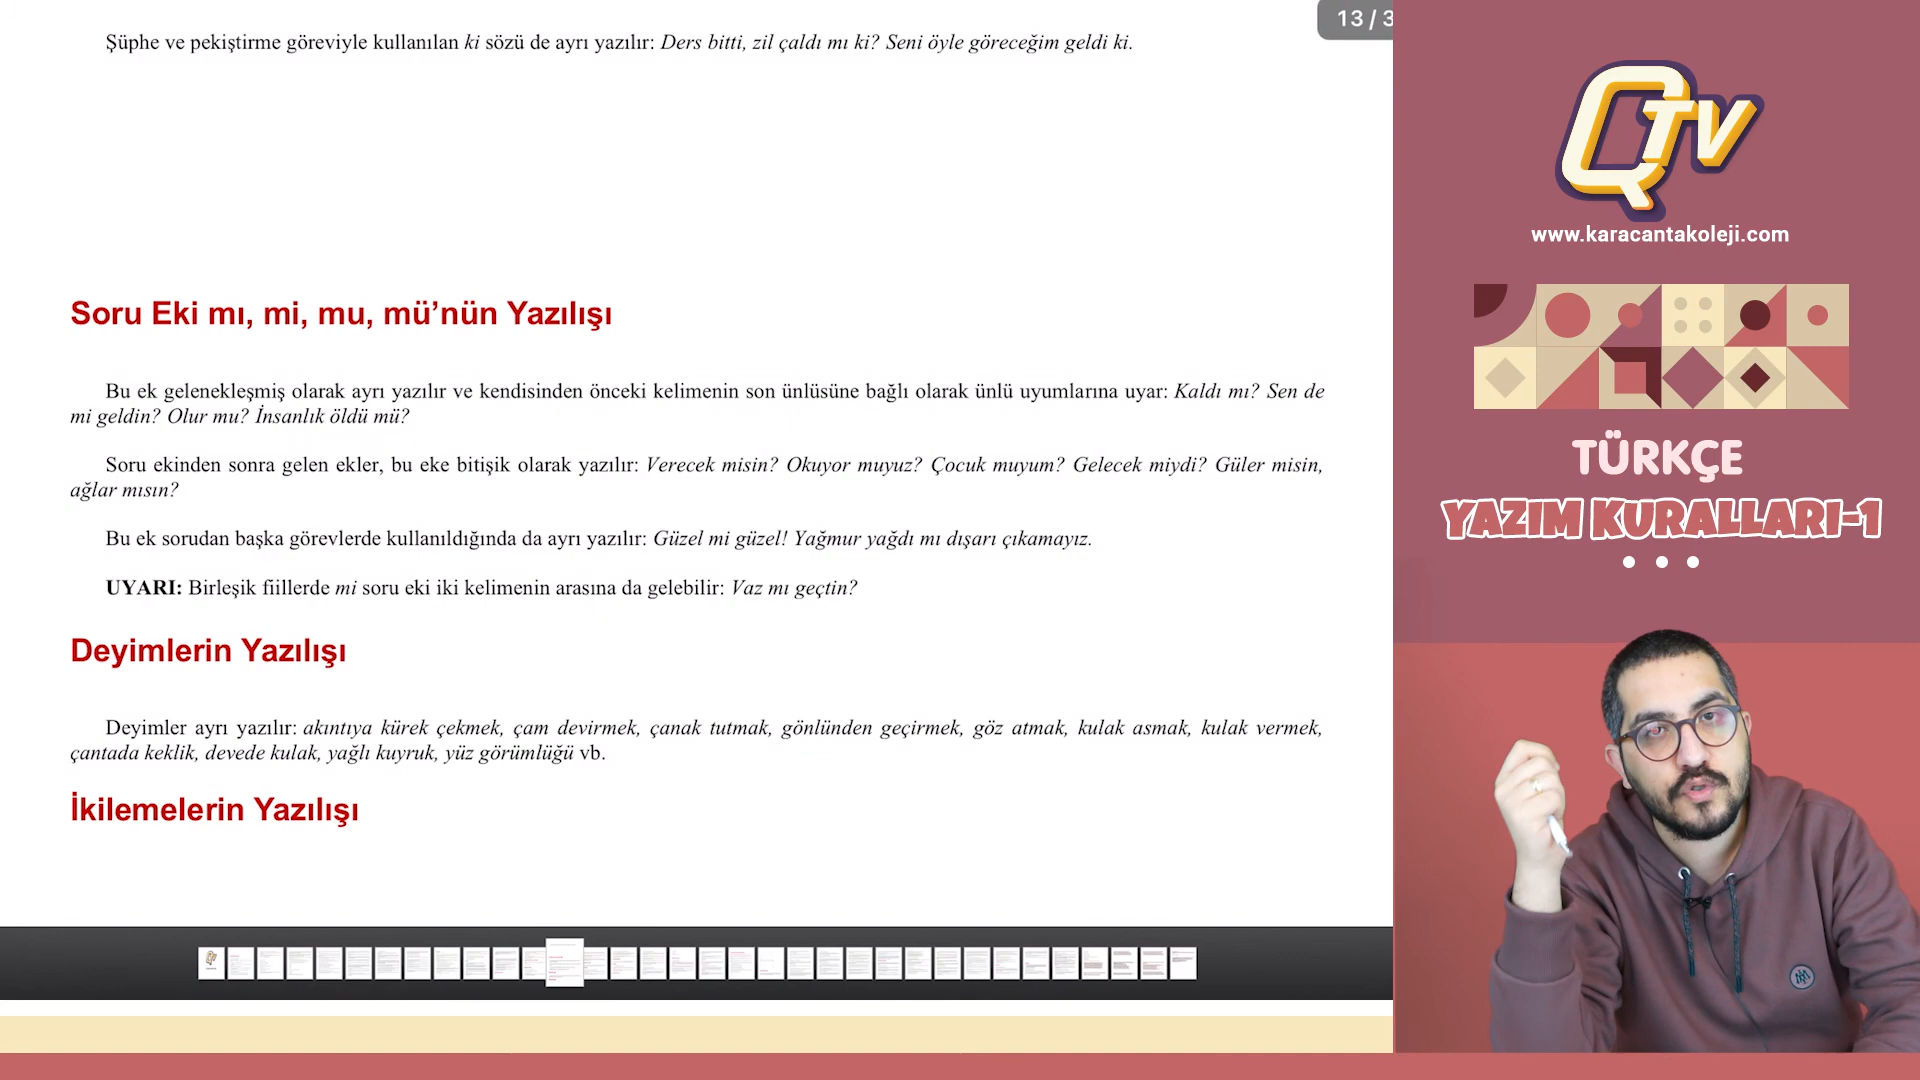 Şüphe ve pekiştirme göreviyle kullanılan ki sözü de ayrı yazılır: Ders bitti, zil çaldı mı ki? Seni öyle göreceğim geldi ki.
13 / 3
Soru Eki mı, mi, mu, mü’nün Yazılışı
Bu ek gelenekleşmiş olarak ayrı yazılır ve kendisinden önceki kelimenin son ünlüsüne bağlı olarak ünlü uyumlarına uyar: Kaldı mı? Sen de
mi geldin? Olur mu? İnsanlık öldü mü?
Soru ekinden sonra gelen ekler, bu eke bitişik olarak yazılır: Verecek misin? Okuyor muyuz? Çocuk muyum? Gelecek miydi? Güler misin,
ağlar mısın?
Bu ek sorudan başka görevlerde kullanıldığında da ayrı yazılır: Güzel mi güzel! Yağmur yağdı mı dışarı çıkamayız.
UYARI: Birleşik fiillerde mi soru eki iki kelimenin arasına da gelebilir: Vaz mı geçtin?
Deyimlerin Yazılışı
Deyimler ayrı yazılır: akıntıya kürek çekmek, çam devirmek, çanak tutmak, gönlünden geçirmek, göz atmak, kulak asmak, kulak vermek,
çantada keklik, devede kulak, yağlı kuyruk, yüz görümlüğü vb.
İkilemelerin Yazılışı
QTV
www.karacantakoleji.com
TÜRKÇE
YAZIM KURALLARI-1